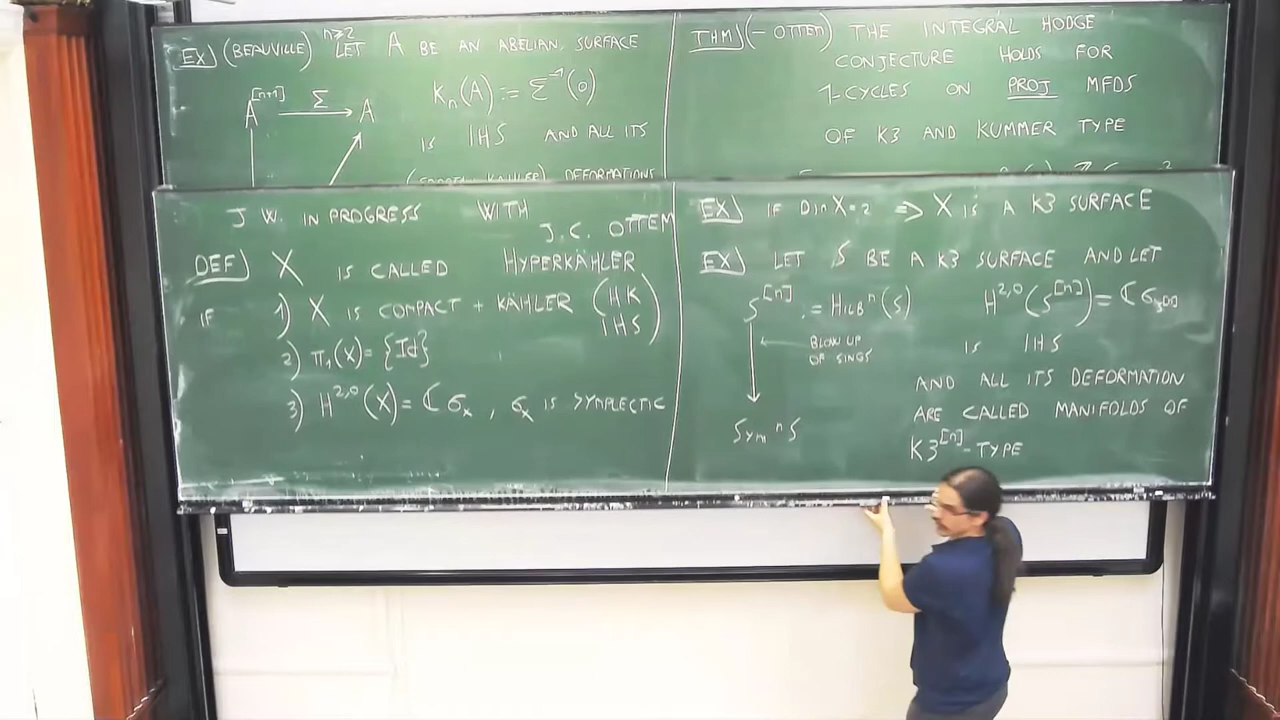 EX) (BEAUVILLE) n≥2 LET A BE AN ABELIAN SURFACE
A^[n+1] Σ→ A K_n(A) := Σ^-1(0)
IS IHS AND ALL ITS
(SMOOTH KÄHLER) DEFORMATIONS
THM) (– OTTEM) THE INTEGRAL HODGE
CONJECTURE HOLDS FOR
1-CYCLES ON PROJ MFDS
OF K3 AND KUMMER TYPE
J.W. IN PROGRESS WITH
J.C. OTTEM
DEF) X IS CALLED HYPERKÄHLER
IF 1) X IS COMPACT + KÄHLER (HK
IHS)
2) π₁(X) = {Id}
3) H^{2,0}(X) = ℂσ_X, σ_X IS SYMPLECTIC
EX) IF DIM X = 2 => X IS A K3 SURFACE
EX) LET S BE A K3 SURFACE AND LET
S^[n] := HILB^n(S) H^{2,0}(S^[n]) = ℂσ_{S^[n]}
BLOW UP
OF SINGS
IS IHS
AND ALL ITS DEFORMATION
ARE CALLED MANIFOLDS OF
Sym^n S
K3^[n]-TYPE